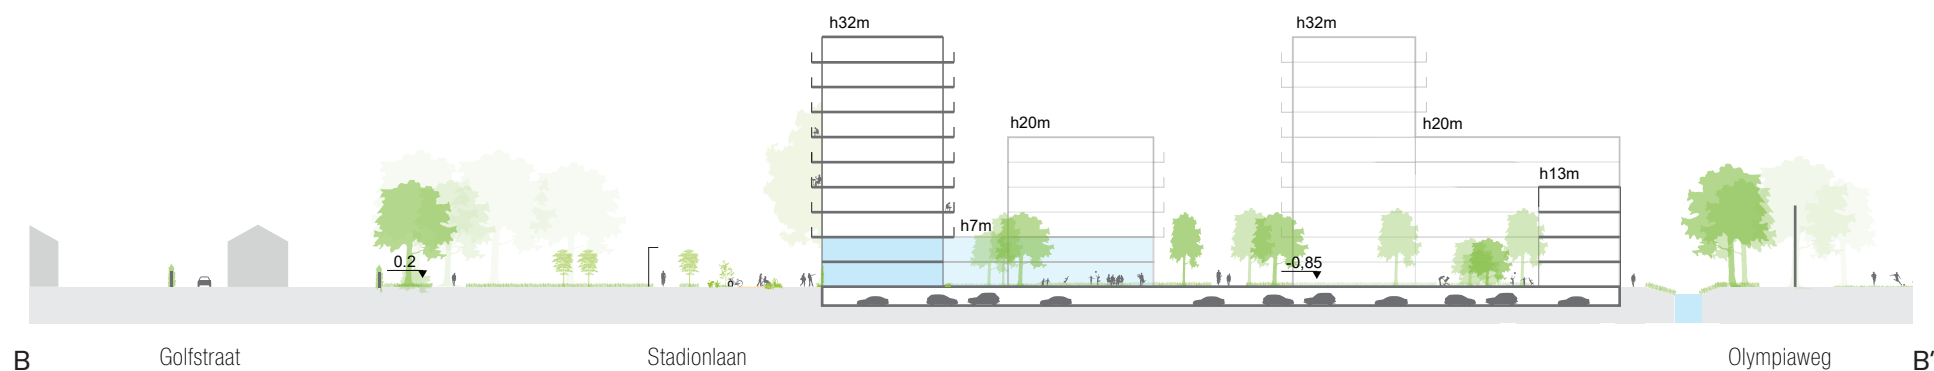 h32m
h32m
h20m
h20m
h13m
h7m
0.2
-0,85
B
Golfstraat
Stadionlaan
Olympiaweg
B'